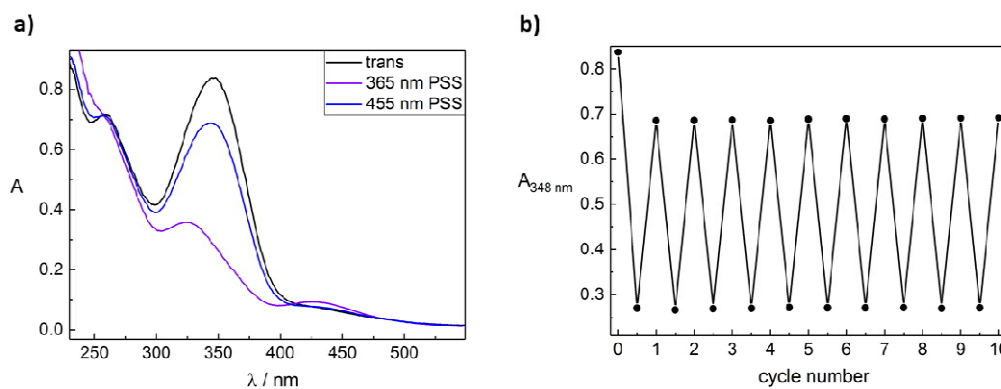 a)
trans
365 nm PSS
455 nm PSS
0.8
0.6
0.4
0.2
0.0
A
250 300 350 400 450 500
λ / nm
b)
0.8
0.7
0.6
0.5
0.4
0.3
A348 nm
0 1 2 3 4 5 6 7 8 9 10
cycle number